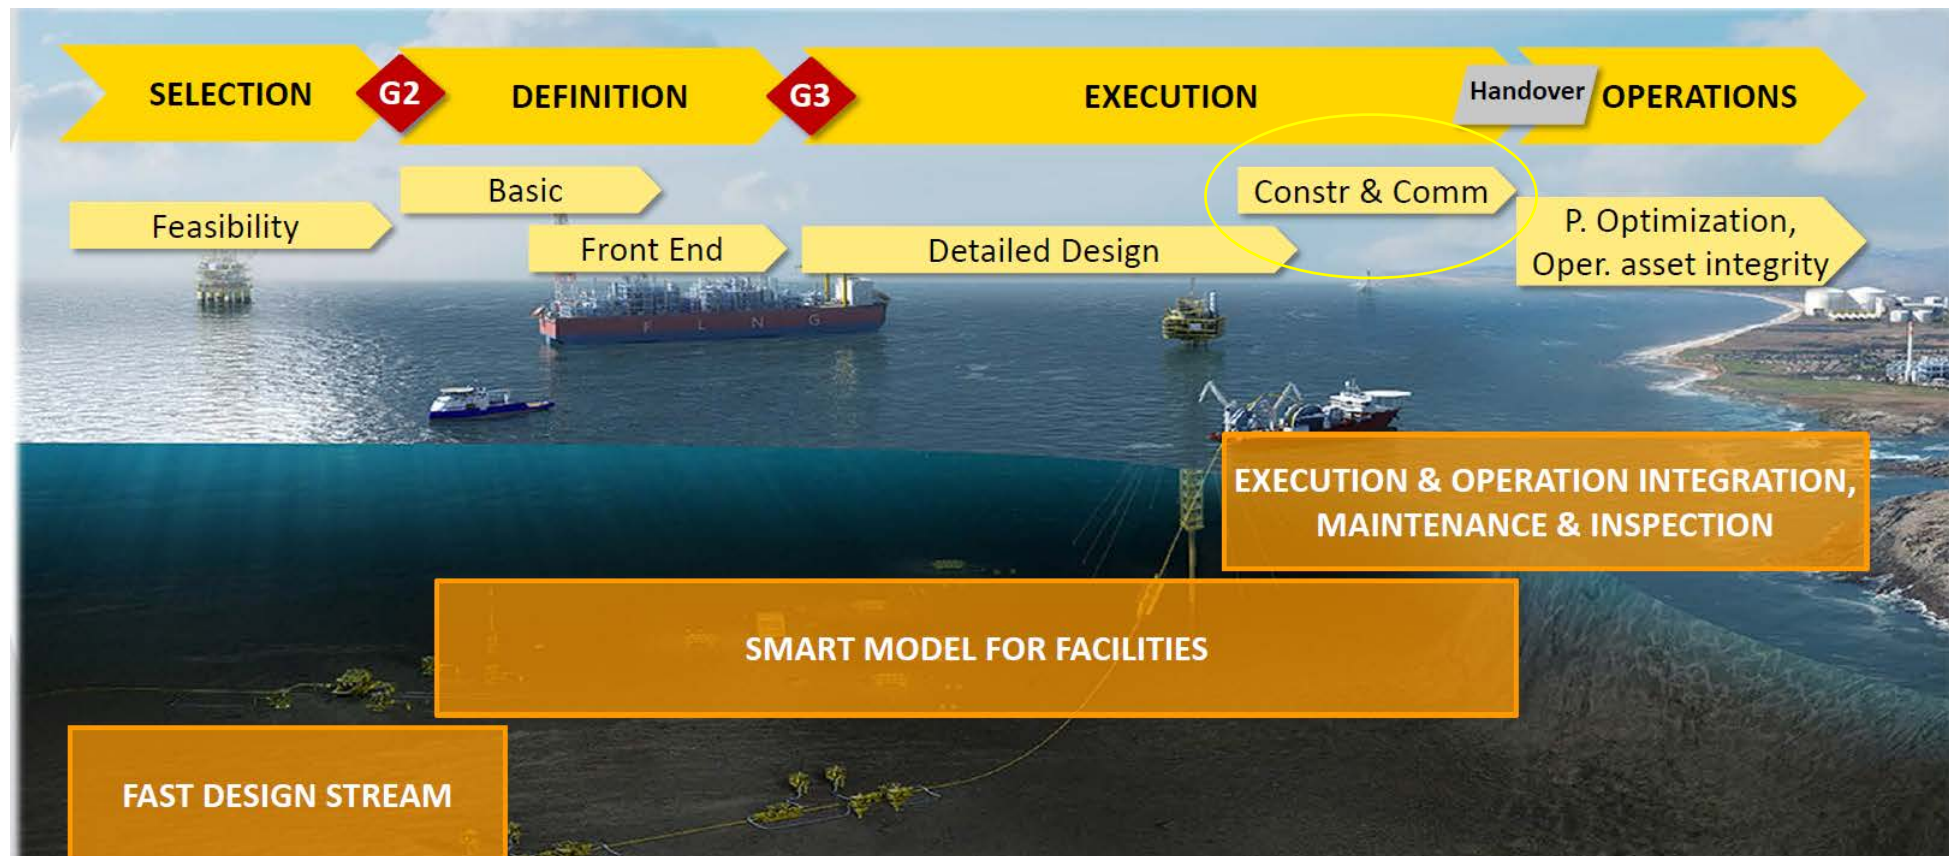 SELECTION
G2
DEFINITION
G3
EXECUTION
Handover
OPERATIONS
Feasibility
Basic
Front End
Detailed Design
Constr & Comm
P. Optimization,
Oper. asset integrity
F L N G
EXECUTION & OPERATION INTEGRATION,
MAINTENANCE & INSPECTION
SMART MODEL FOR FACILITIES
FAST DESIGN STREAM